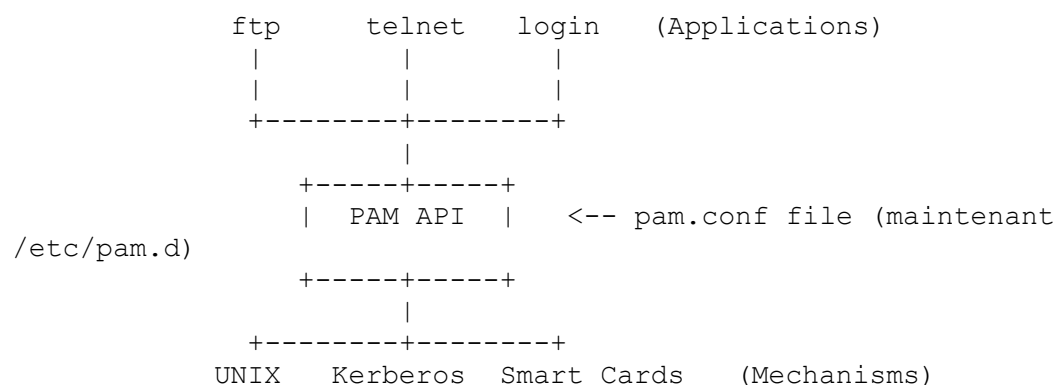 ftp telnet login (Applications)
| | |
| | |
+--------+--------+
|
+-----+-----+
| PAM API | <-- pam.conf file (maintenant
/etc/pam.d)
+-----+-----+
|
+--------+--------+
UNIX Kerberos Smart Cards (Mechanisms)